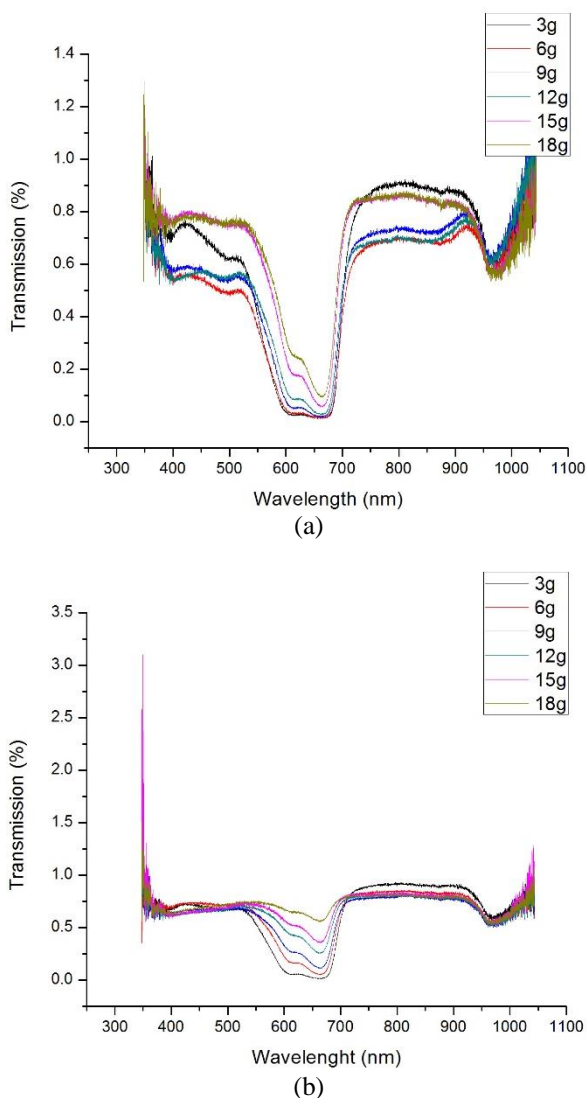 3g
6g
9g
12g
15g
18g
1.4
1.2
1.0
0.8
0.6
0.4
0.2
0.0
Transmission (%)
300 400 500 600 700 800 900 1000 1100
Wavelength (nm)
(a)
3g
6g
9g
12g
15g
18g
3.5
3.0
2.5
2.0
1.5
1.0
0.5
0.0
Transmission (%)
300 400 500 600 700 800 900 1000 1100
Wavelenght (nm)
(b)